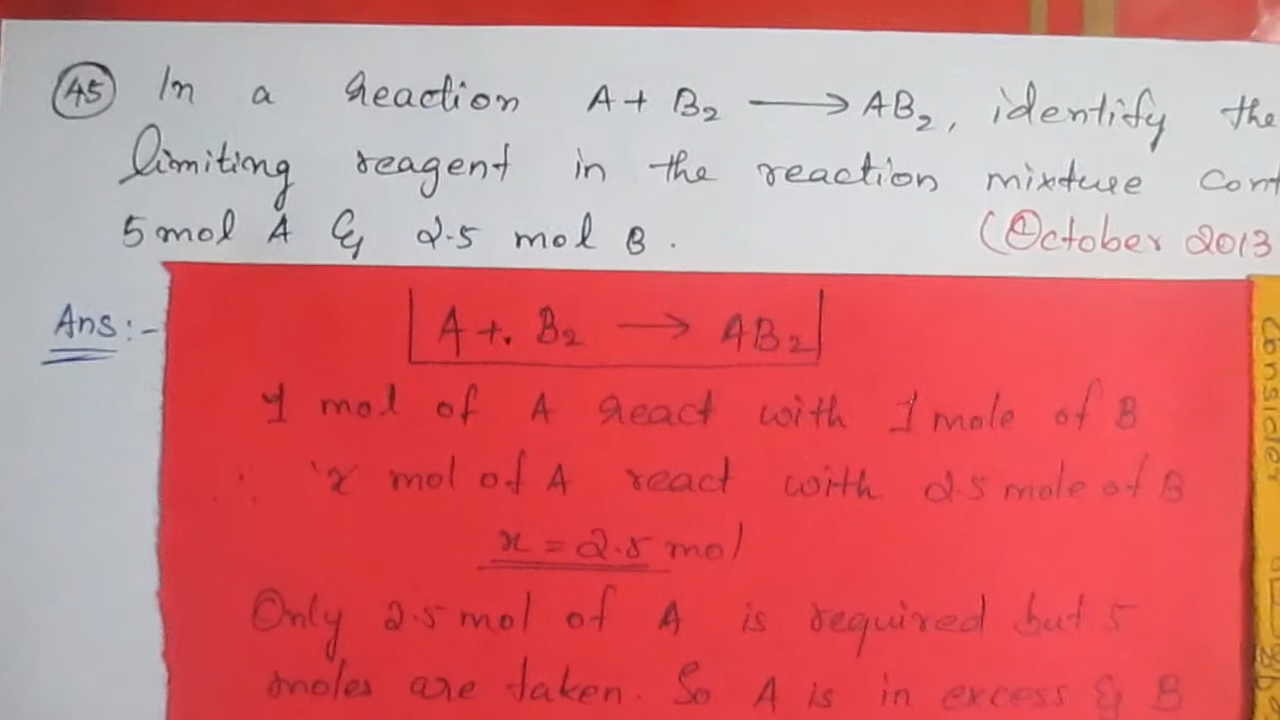 45 In a reaction A + B₂ → AB₂, identify the
limiting reagent in the reaction mixture cont
5 mol A & 2.5 mol B.
(October 2013
Ans:-
A + B₂ → AB₂
1 mol of A react with 1 mole of B
∴ x mol of A react with 2.5 mole of B
x = 2.5 mol
Only 2.5 mol of A is required but 5
moles are taken. So A is in excess & B
Consider